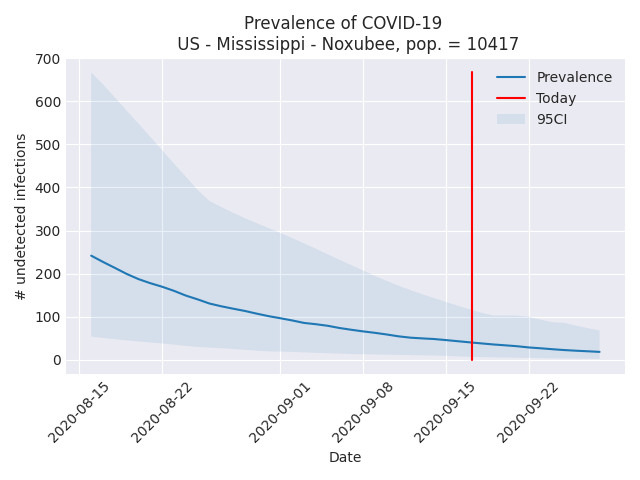 Prevalence of COVID-19
US - Mississippi - Noxubee, pop. = 10417
700
600
500
400
300
200
100
0
# undetected infections
Prevalence
Today
95CI
2020-08-15
2020-08-22
2020-09-01
2020-09-08
2020-09-15
2020-09-22
Date